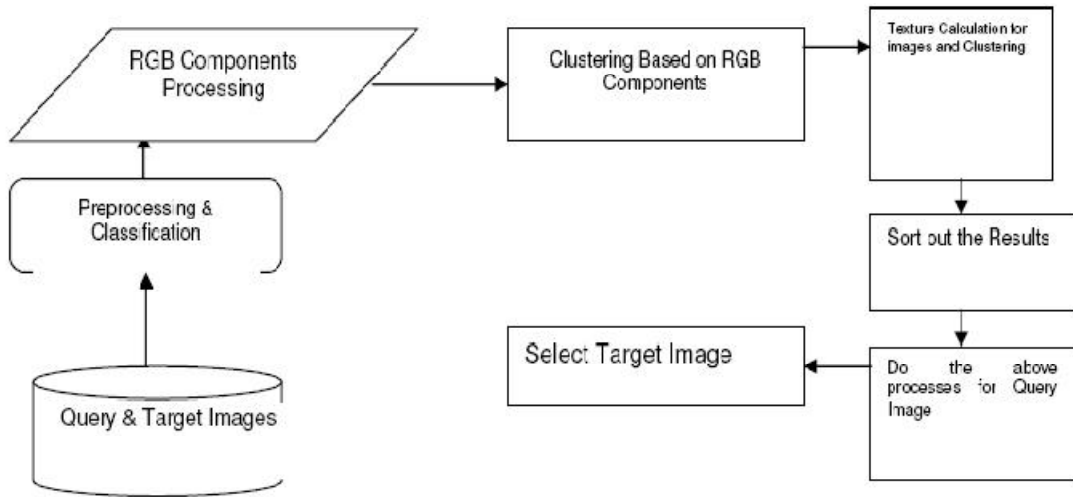 RGB Components
Processing
Clustering Based on RGB
Components
Texture Calculation for
images and Clustering
Preprocessing &
Classification
Sort out the Results
Select Target Image
Do the above
processes for Query
Image
Query & Target Images